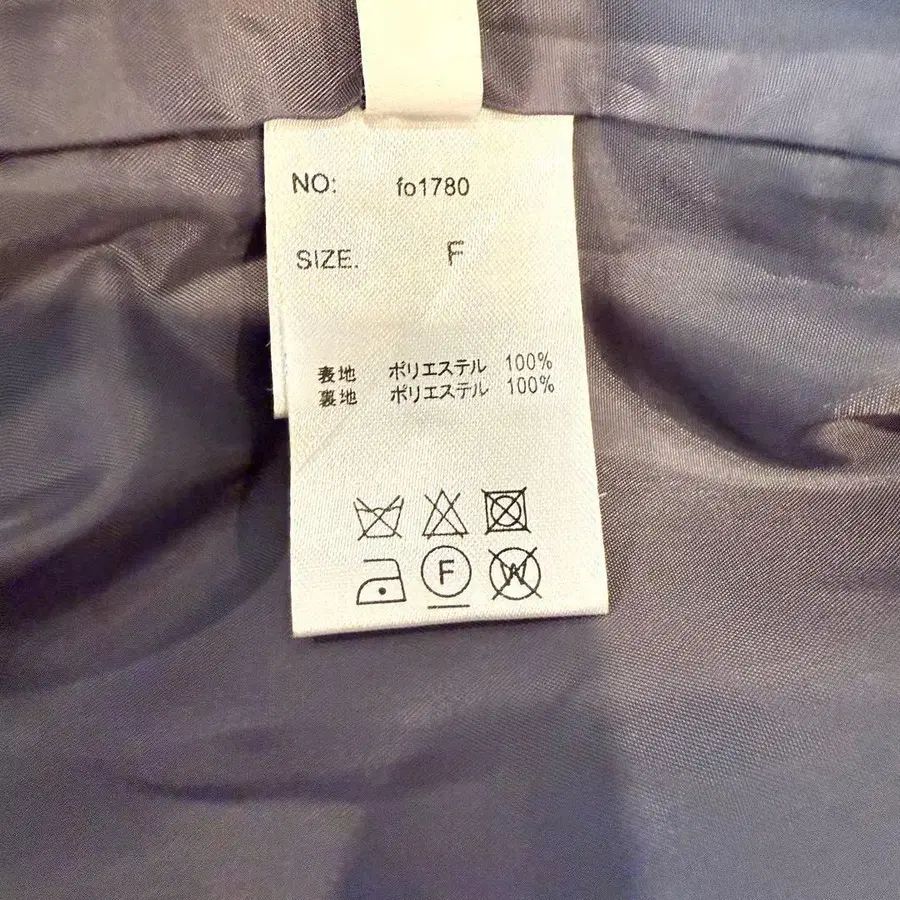 NO: fo1780
SIZE. F
表地 ポリエステル 100%
裏地 ポリエステル 100%
F W